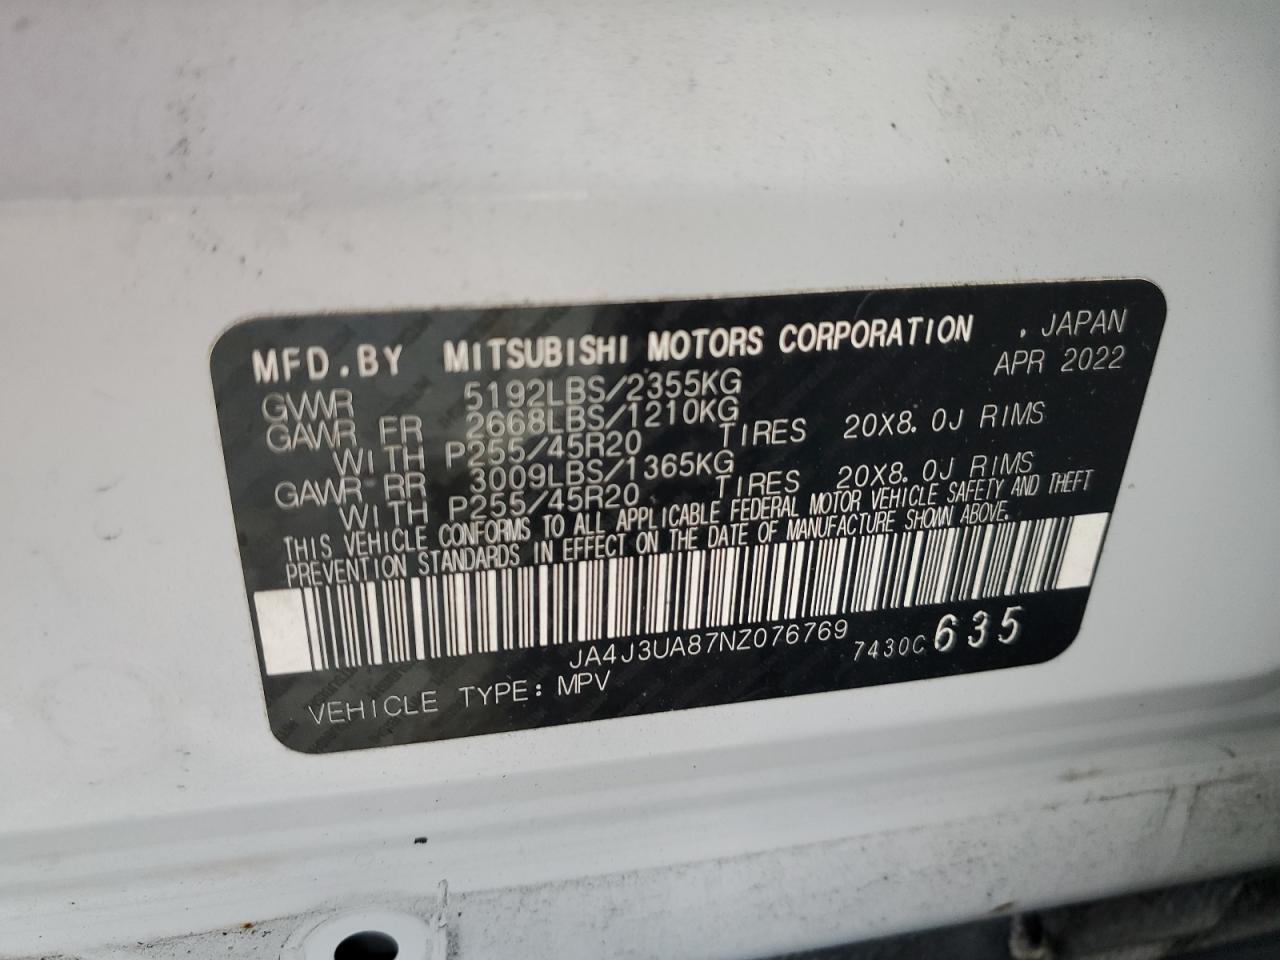 MFD.BY MITSUBISHI MOTORS CORPORATION . JAPAN
APR 2022
GVWR 5192LBS/2355KG
GAWR FR 2668LBS/1210KG
WITH P255/45R20 TIRES 20X8.0J RIMS
GAWR RR 3009LBS/1365KG
WITH P255/45R20 TIRES 20X8.0J RIMS
THIS VEHICLE CONFORMS TO ALL APPLICABLE FEDERAL MOTOR VEHICLE SAFETY AND THEFT
PREVENTION STANDARDS IN EFFECT ON THE DATE OF MANUFACTURE SHOWN ABOVE.
JA4J3UA87NZ076769 7430C 635
VEHICLE TYPE: MPV